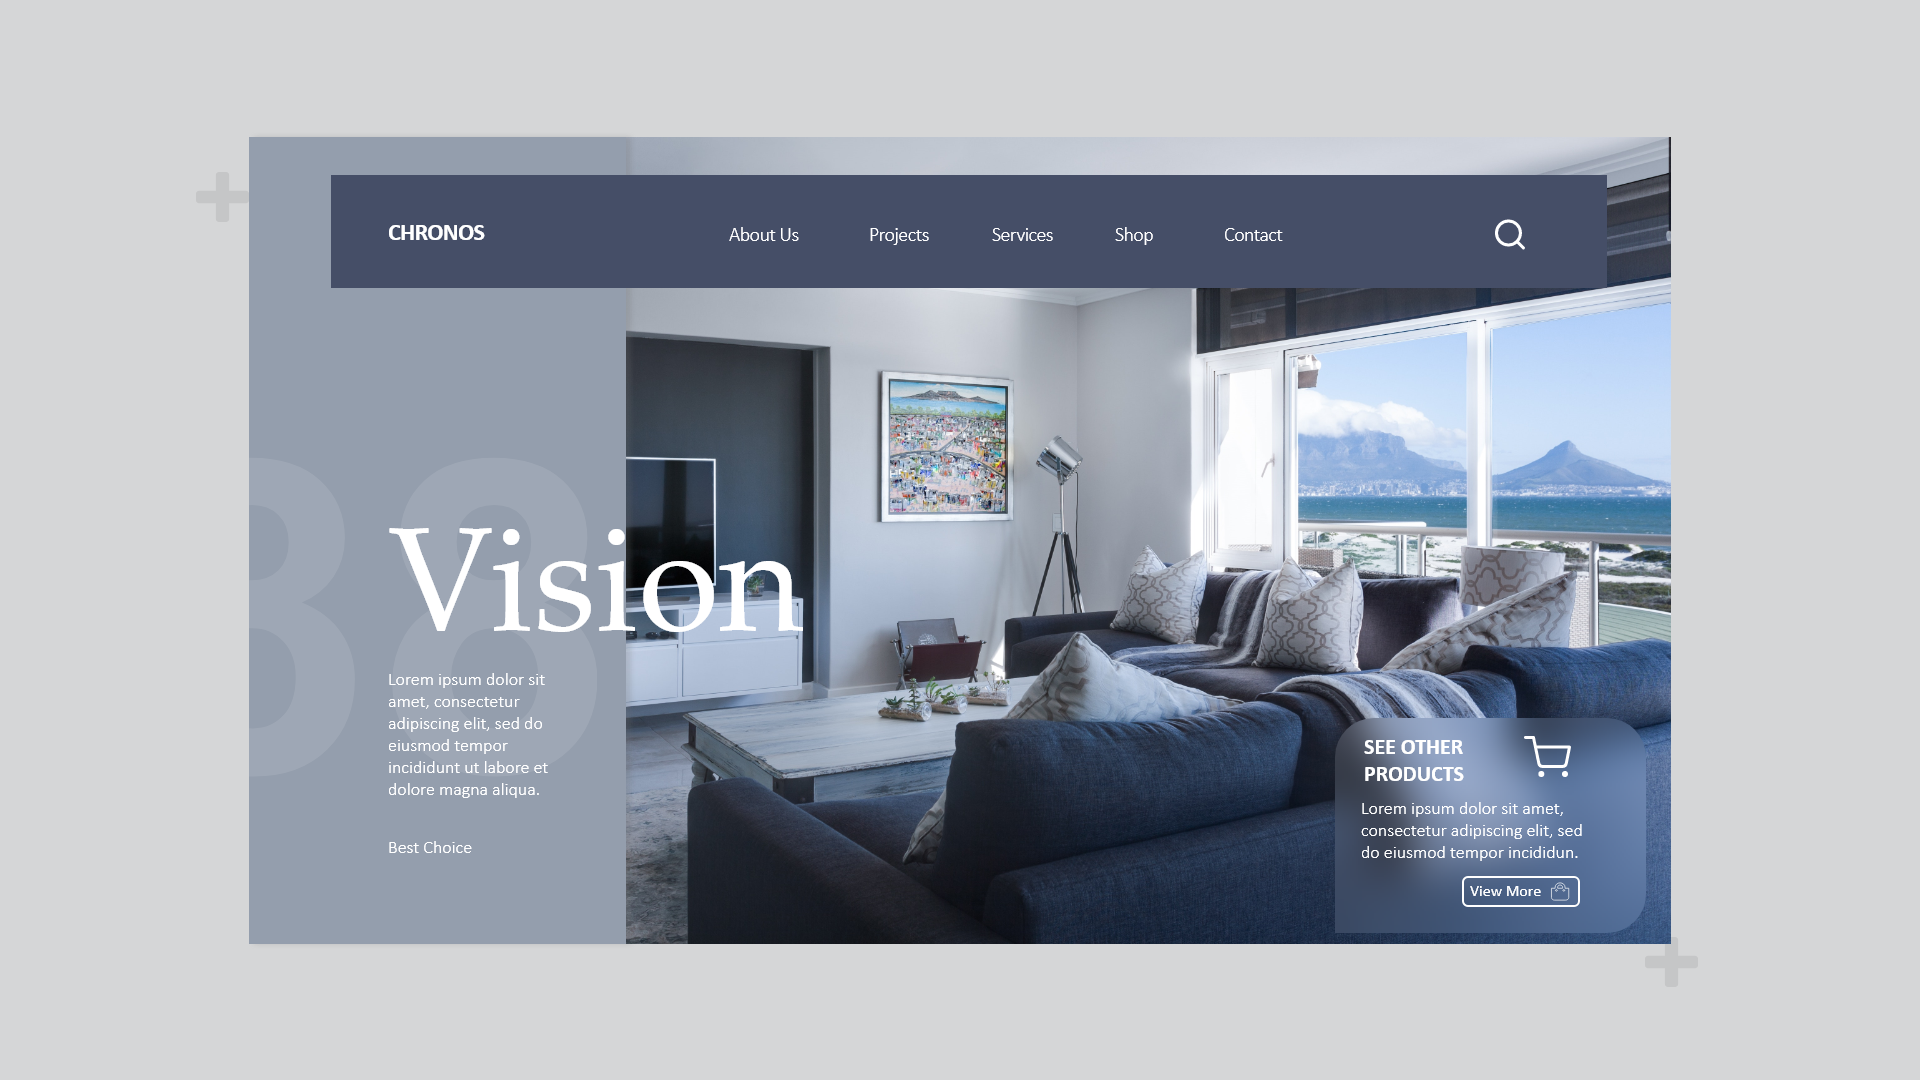 CHRONOS
About Us
Projects
Services
Shop
Contact
88
Vision
Lorem ipsum dolor sit
amet, consectetur
adipiscing elit, sed do
eiusmod tempor
incididunt ut labore et
dolore magna aliqua.
Best Choice
SEE OTHER
PRODUCTS
Lorem ipsum dolor sit amet,
consectetur adipiscing elit, sed
do eiusmod tempor incididun.
View More